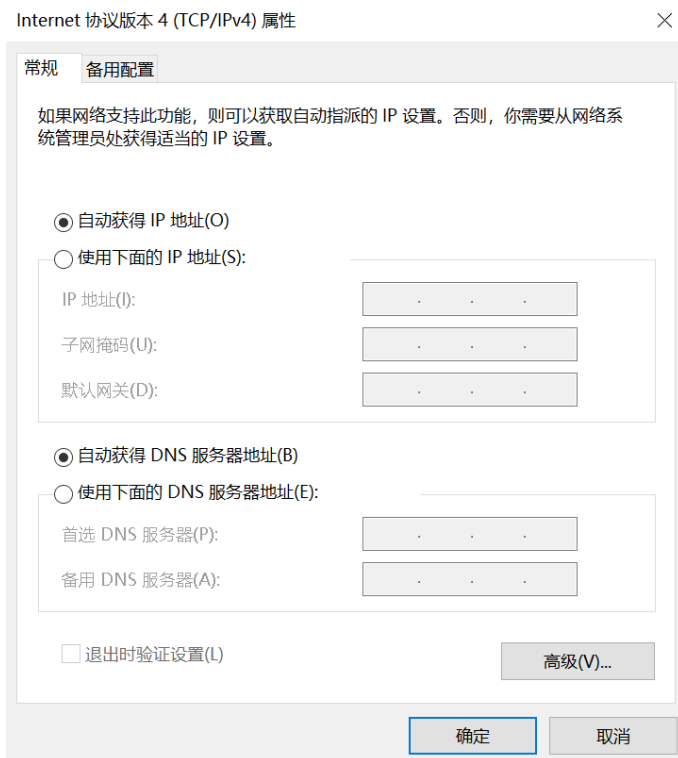 Internet 协议版本 4 (TCP/IPv4) 属性
常规
备用配置
如果网络支持此功能，则可以获取自动指派的 IP 设置。否则，你需要从网络系
统管理员处获得适当的 IP 设置。
自动获得 IP 地址(O)
使用下面的 IP 地址(S):
IP 地址(I):
子网掩码(U):
默认网关(D):
自动获得 DNS 服务器地址(B)
使用下面的 DNS 服务器地址(E):
首选 DNS 服务器(P):
备用 DNS 服务器(A):
退出时验证设置(L)
高级(V)...
确定
取消